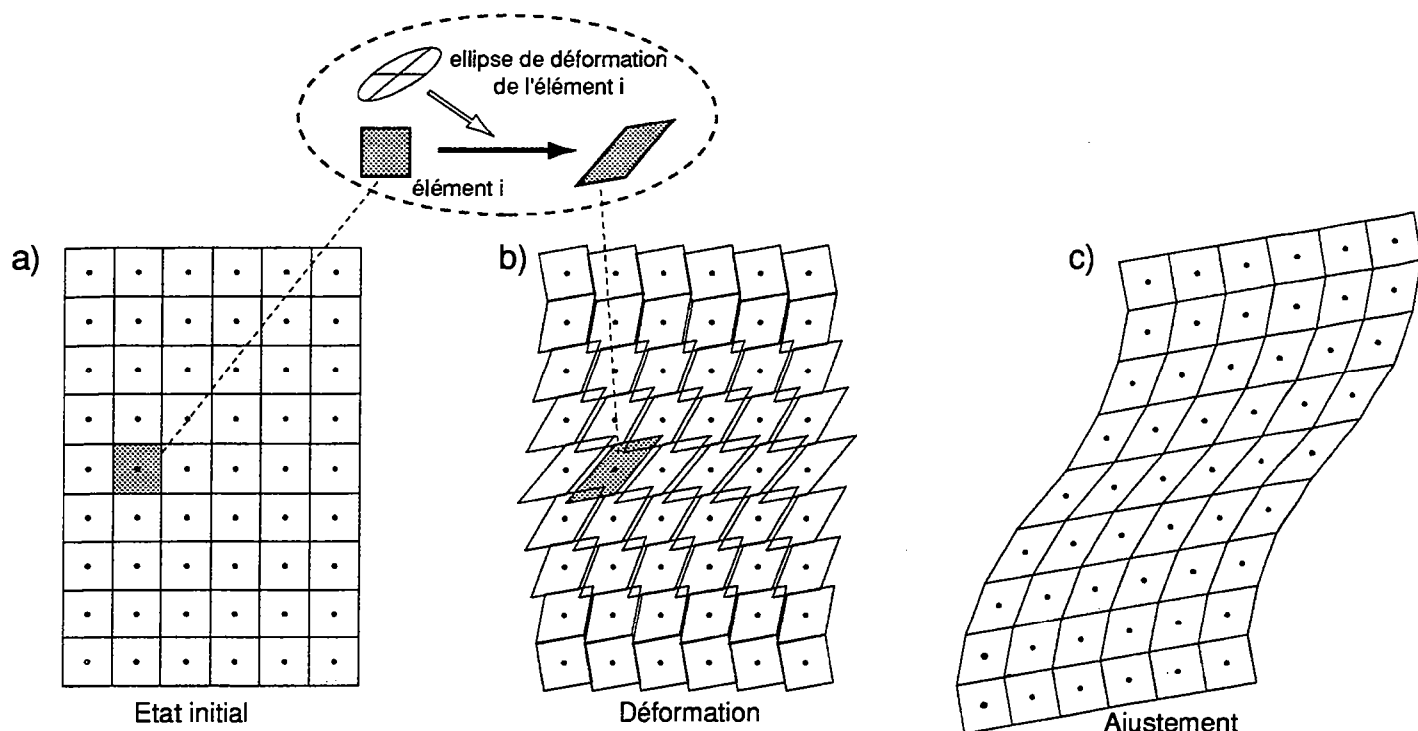 ellipse de déformation
de l'élément i
élément i
a)
b)
c)
Etat initial
Déformation
Ajustement